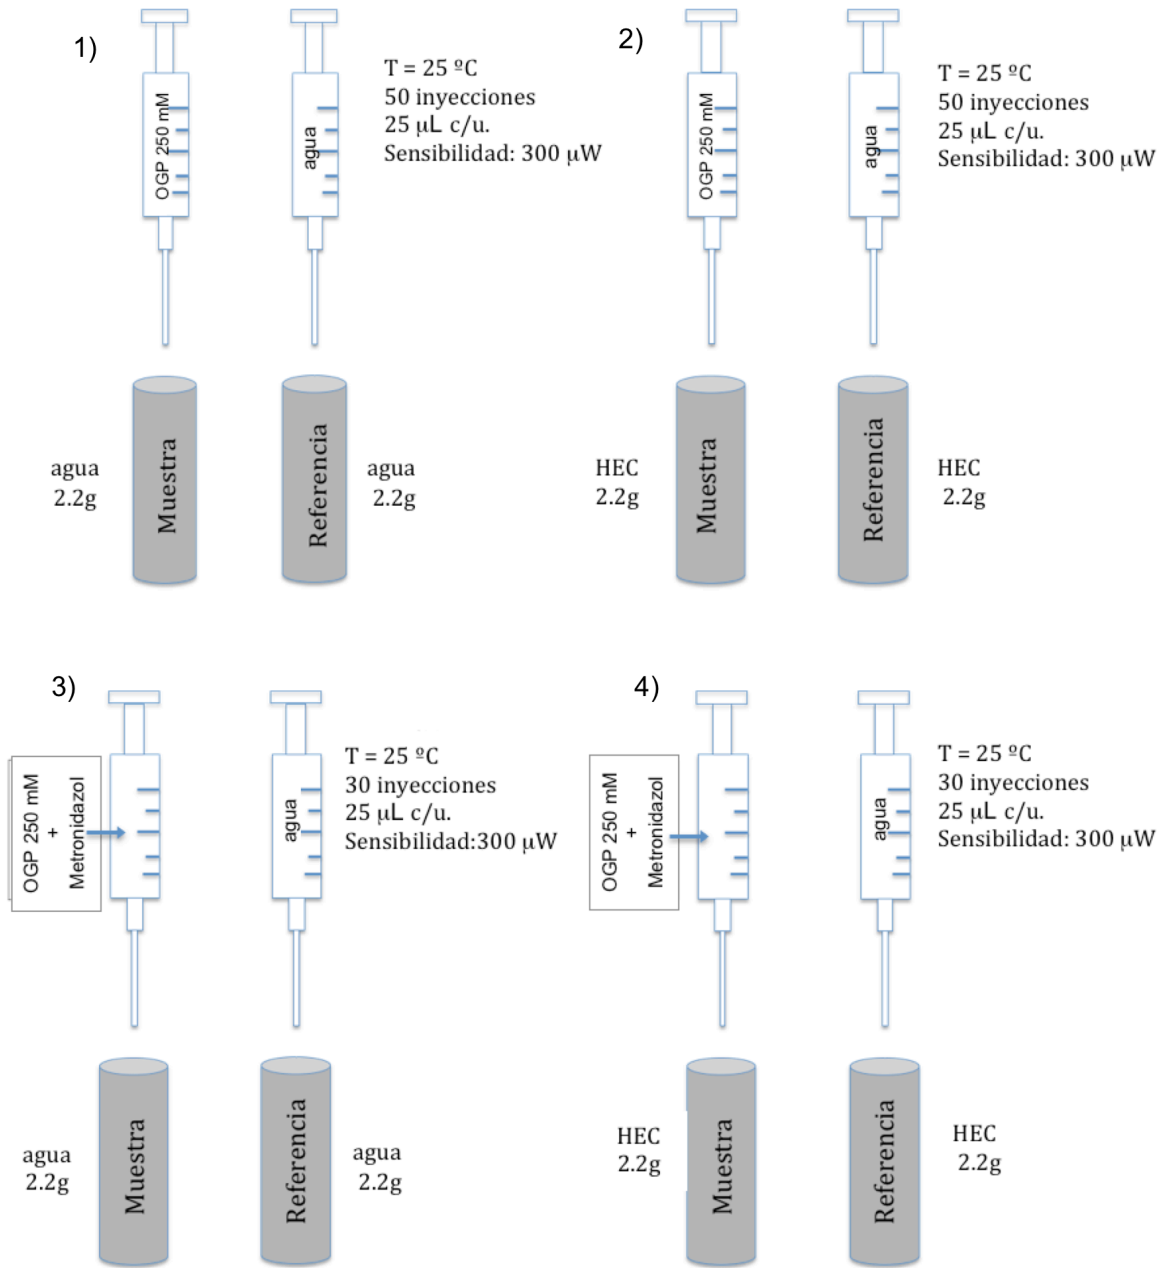 1)
OGP 250 mM
agua
T = 25 ºC
50 inyecciones
25 µL c/u.
Sensibilidad: 300 µW
agua
2.2g
Muestra
Referencia
agua
2.2g
2)
OGP 250 mM
agua
T = 25 ºC
50 inyecciones
25 µL c/u.
Sensibilidad: 300 µW
HEC
2.2g
Muestra
Referencia
HEC
2.2g
3)
OGP 250 mM
+
Metronidazol
agua
T = 25 ºC
30 inyecciones
25 µL c/u.
Sensibilidad:300 µW
agua
2.2g
Muestra
Referencia
agua
2.2g
4)
OGP 250 mM
+
Metronidazol
agua
T = 25 ºC
30 inyecciones
25 µL c/u.
Sensibilidad: 300 µW
HEC
2.2g
Muestra
Referencia
HEC
2.2g